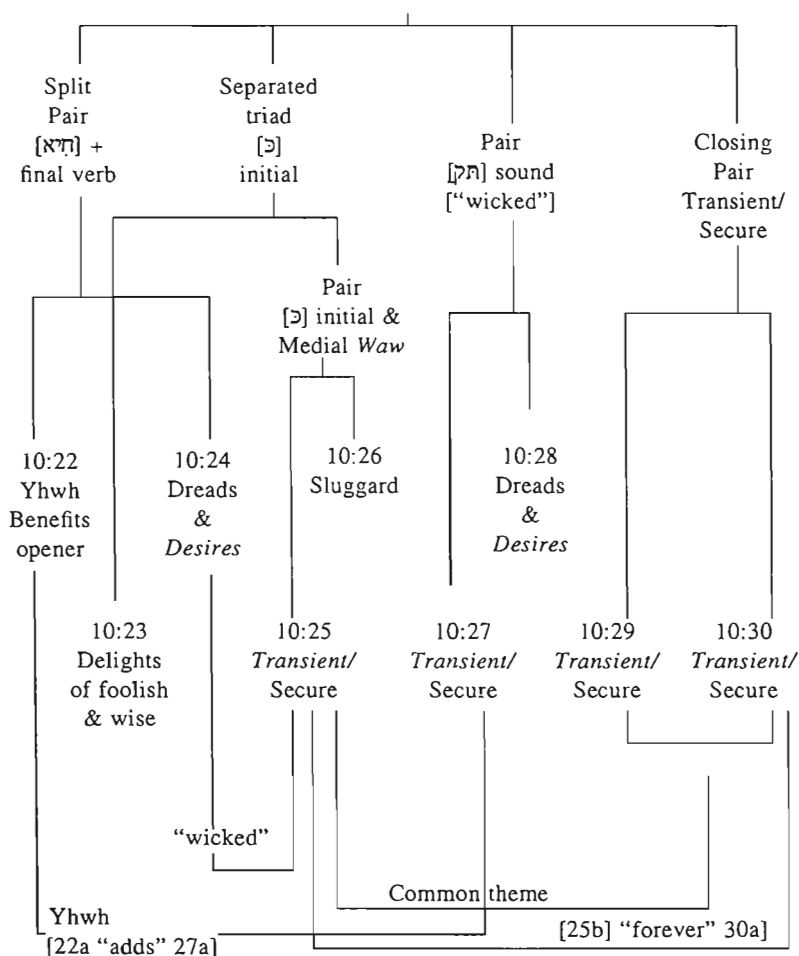 Split
Pair
[הִיא] +
final verb
Separated
triad
[כּ]
initial
Pair
[תק] sound
["wicked"]
Closing
Pair
Transient/
Secure
Pair
[כּ] initial &
Medial Waw
10:22
Yhwh
Benefits
opener
10:24
Dreads
&
Desires
10:26
Sluggard
10:28
Dreads
&
Desires
10:23
Delights
of foolish
& wise
10:25
Transient/
Secure
10:27
Transient/
Secure
10:29
Transient/
Secure
10:30
Transient/
Secure
"wicked"
Common theme
Yhwh
[22a "adds" 27a]
[25b] "forever" 30a]